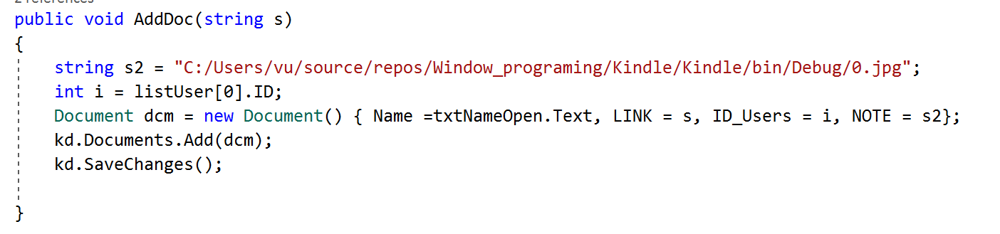 2 references
public void AddDoc(string s)
{
string s2 = "C:/Users/vu/source/repos/Window_programing/Kindle/Kindle/bin/Debug/0.jpg";
int i = listUser[0].ID;
Document dcm = new Document() { Name =txtNameOpen.Text, LINK = s, ID_Users = i, NOTE = s2};
kd.Documents.Add(dcm);
kd.SaveChanges();
}